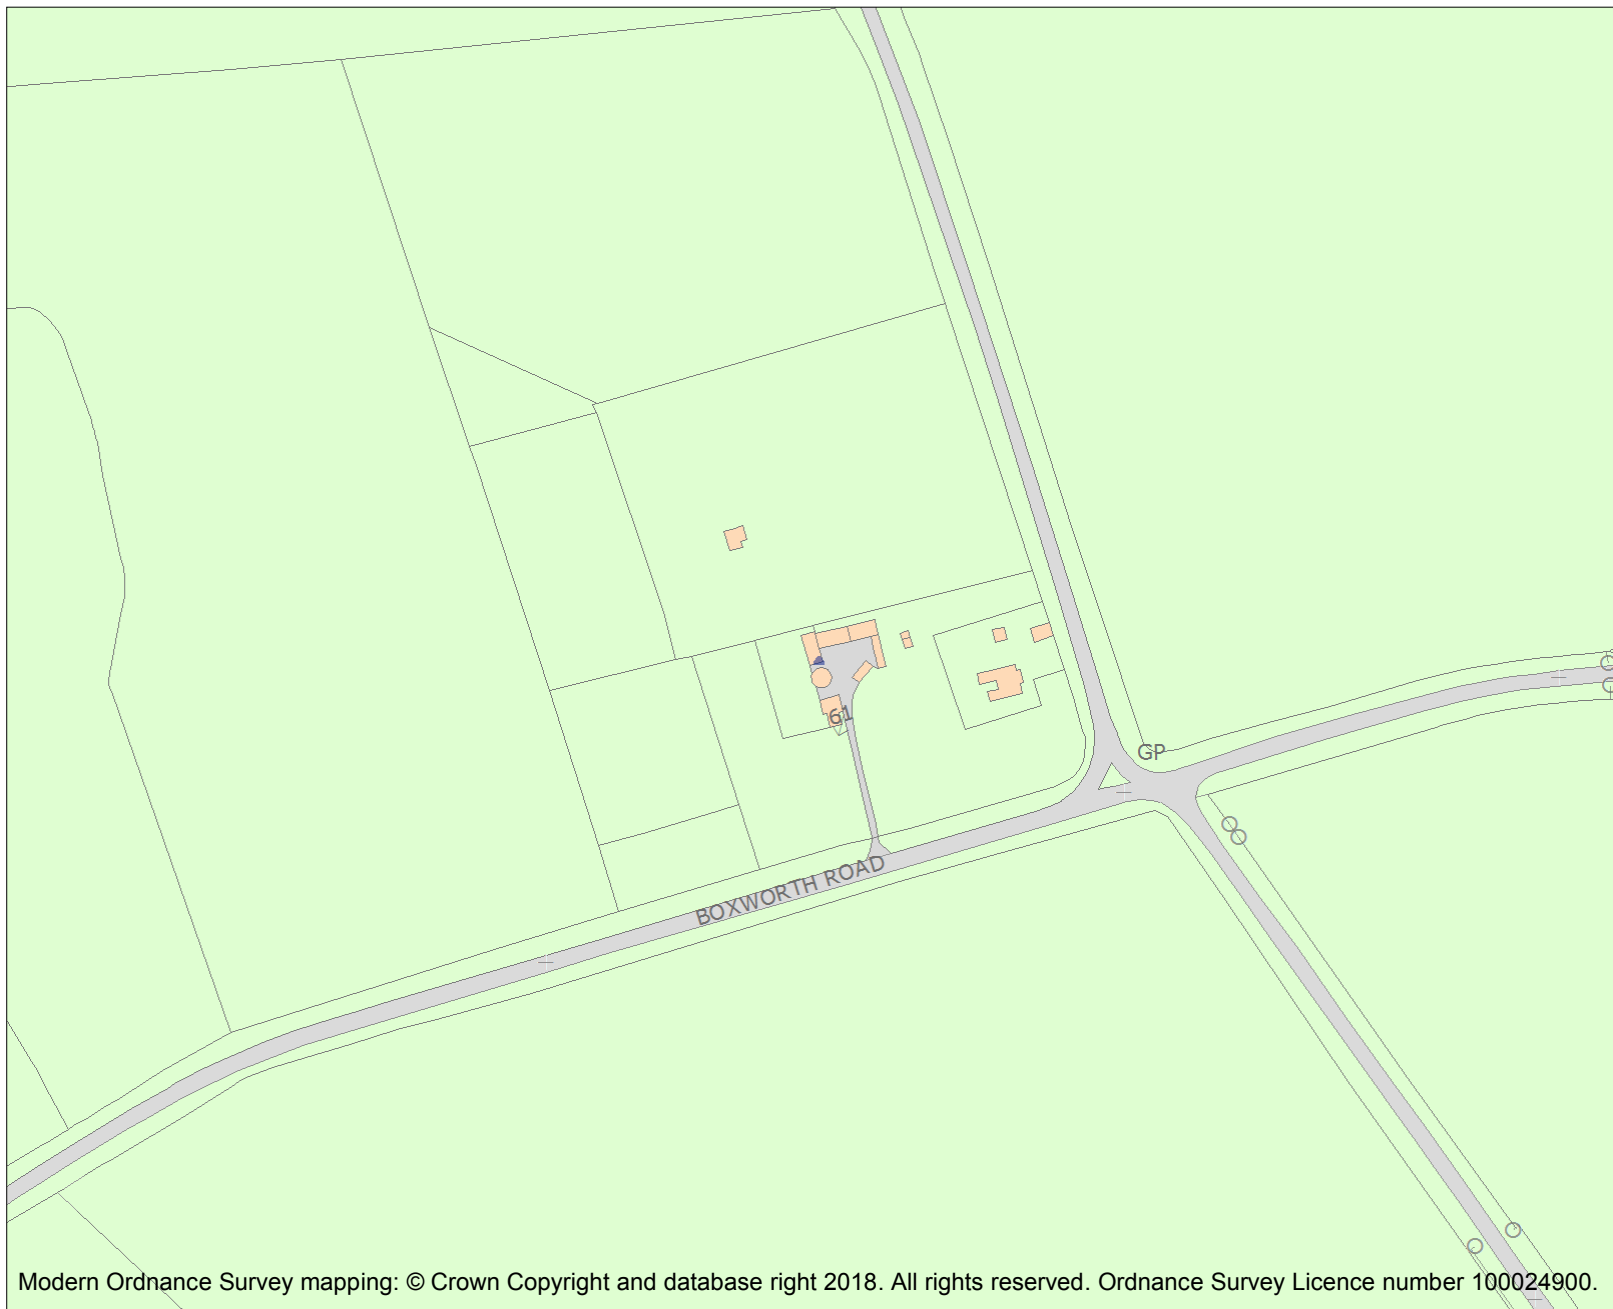 61
GP
BOXWORTH ROAD
Modern Ordnance Survey mapping: © Crown Copyright and database right 2018. All rights reserved. Ordnance Survey Licence number 100024900.